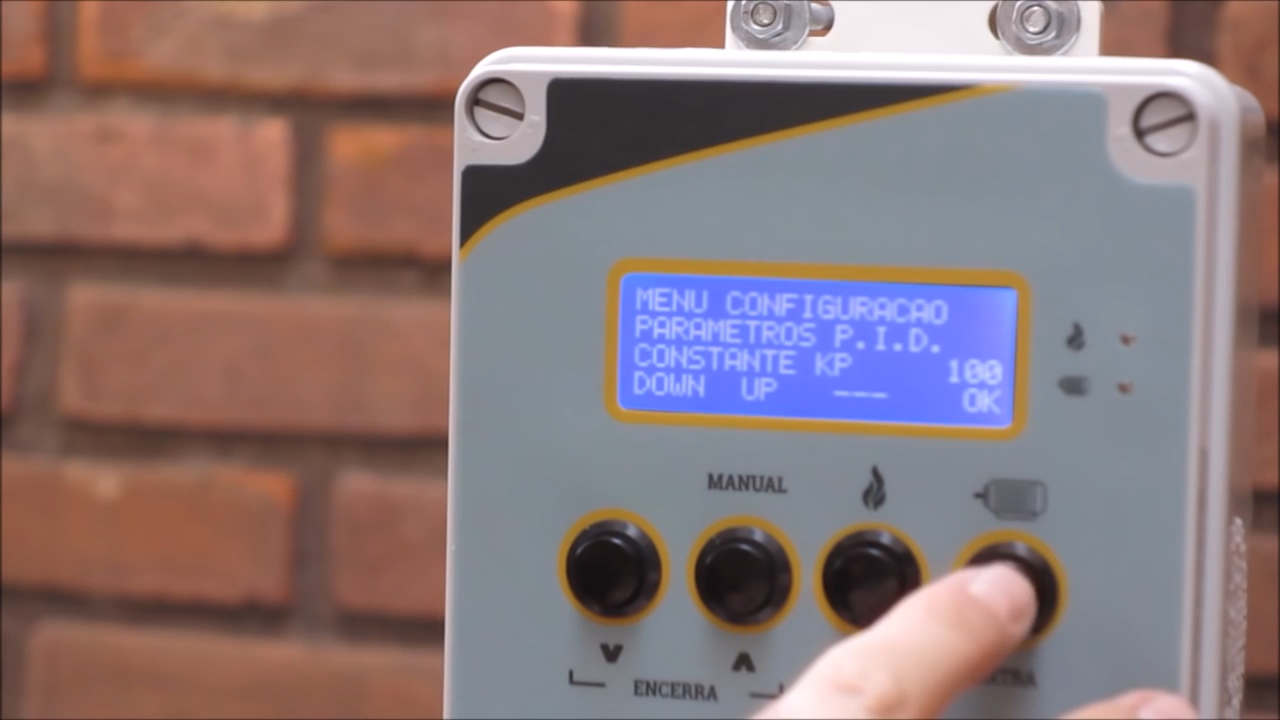 MENU CONFIGURACAO
PARAMETROS P.I.D.
CONSTANTE KP 100
DOWN UP --- OK
MANUAL
ENCERRA